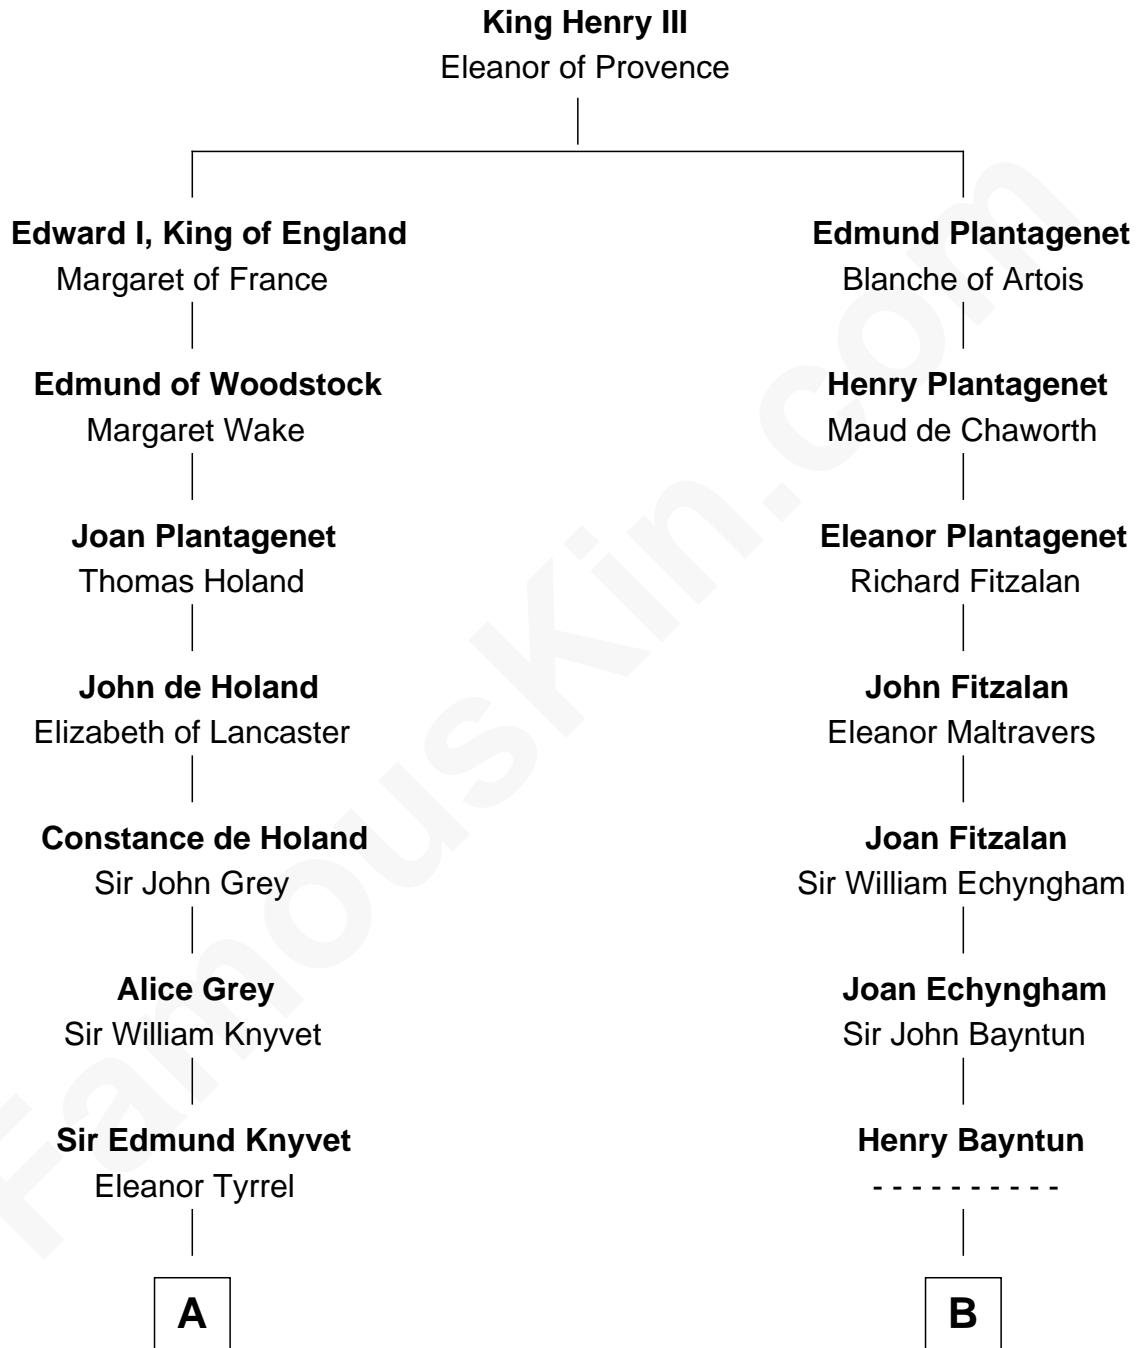 King Henry III
Eleanor of Provence
Edward I, King of England
Margaret of France
Edmund of Woodstock
Margaret Wake
Joan Plantagenet
Thomas Holand
John de Holand
Elizabeth of Lancaster
Constance de Holand
Sir John Grey
Alice Grey
Sir William Knyvet
Sir Edmund Knyvet
Eleanor Tyrrel
A
Edmund Plantagenet
Blanche of Artois
Henry Plantagenet
Maud de Chaworth
Eleanor Plantagenet
Richard Fitzalan
John Fitzalan
Eleanor Maltravers
Joan Fitzalan
Sir William Echyngham
Joan Echyngham
Sir John Bayntun
Henry Bayntun
- - - - - - - - - -
B
FamousKin.com